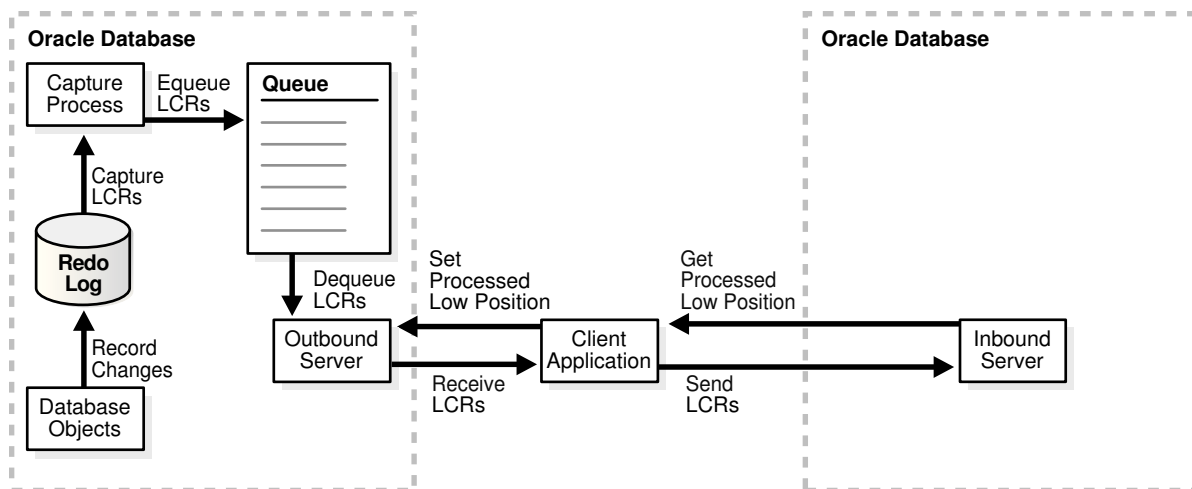 Oracle Database
Capture
Process
Equeue
LCRs
Queue
Capture
LCRs
Redo
Log
Record
Changes
Database
Objects
Dequeue
LCRs
Outbound
Server
Set
Processed
Low Position
Receive
LCRs
Client
Application
Get
Processed
Low Position
Send
LCRs
Oracle Database
Inbound
Server